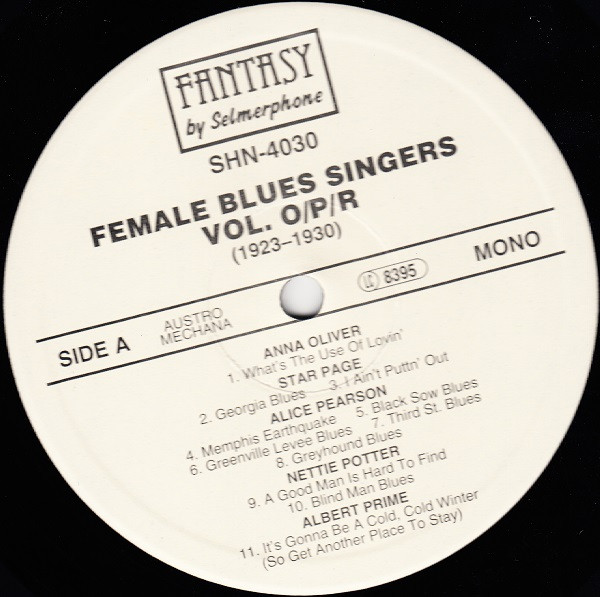 FANTASY
by Selmerphone
SHN-4030
FEMALE BLUES SINGERS
VOL. O/P/R
(1923–1930)
SIDE A
AUSTRO
MECHANA
LC 8395
MONO
ANNA OLIVER
1. What's The Use Of Lovin'
STAR PAGE
2. Georgia Blues 3. I Ain't Puttn' Out
ALICE PEARSON
4. Memphis Earthquake 5. Black Sow Blues
6. Greenville Levee Blues 7. Third St. Blues
8. Greyhound Blues
NETTIE POTTER
9. A Good Man Is Hard To Find
10. Blind Man Blues
ALBERT PRIME
11. It's Gonna Be A Cold, Cold Winter
(So Get Another Place To Stay)